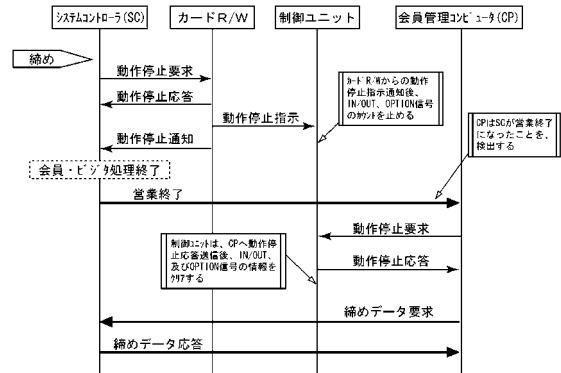 システムコントローラ(SC)
カードR/W
制御ユニット
会員管理コンピュータ(CP)
締め
動作停止要求
動作停止応答
動作停止指示
動作停止通知
カードR/Wからの動作
停止指示通知後、
IN/OUT、OPTION信号
のカウントを止める
CPはSCが営業終了
になったことを、
検出する
会員・ビジタ処理終了
営業終了
動作停止要求
制御ユニットは、CPへ動作停
止応答送信後、IN/OUT、
及びOPTION信号の情報を
クリアする
動作停止応答
締めデータ要求
締めデータ応答